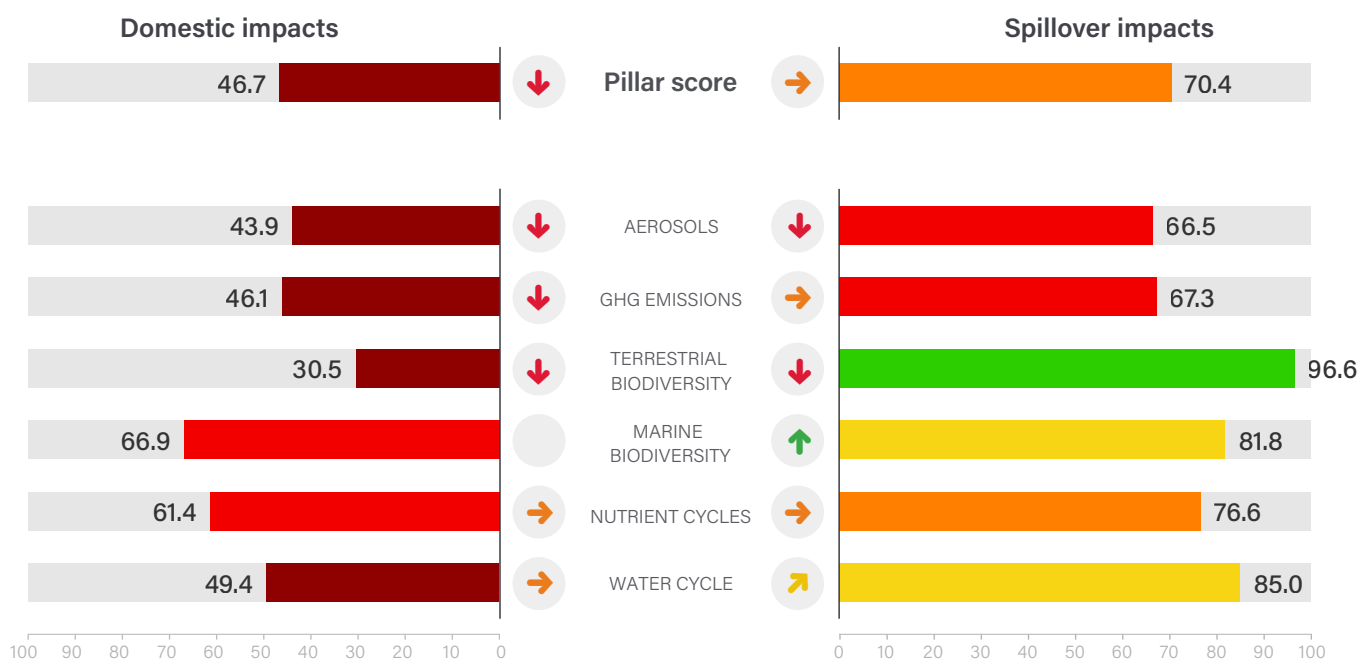 Domestic impacts
Spillover impacts
46.7
Pillar score
70.4
43.9
AEROSOLS
66.5
46.1
GHG EMISSIONS
67.3
30.5
TERRESTRIAL
BIODIVERSITY
96.6
66.9
MARINE
BIODIVERSITY
81.8
61.4
NUTRIENT CYCLES
76.6
49.4
WATER CYCLE
85.0
100 90 80 70 60 50 40 30 20 10 0
0 10 20 30 40 50 60 70 80 90 100